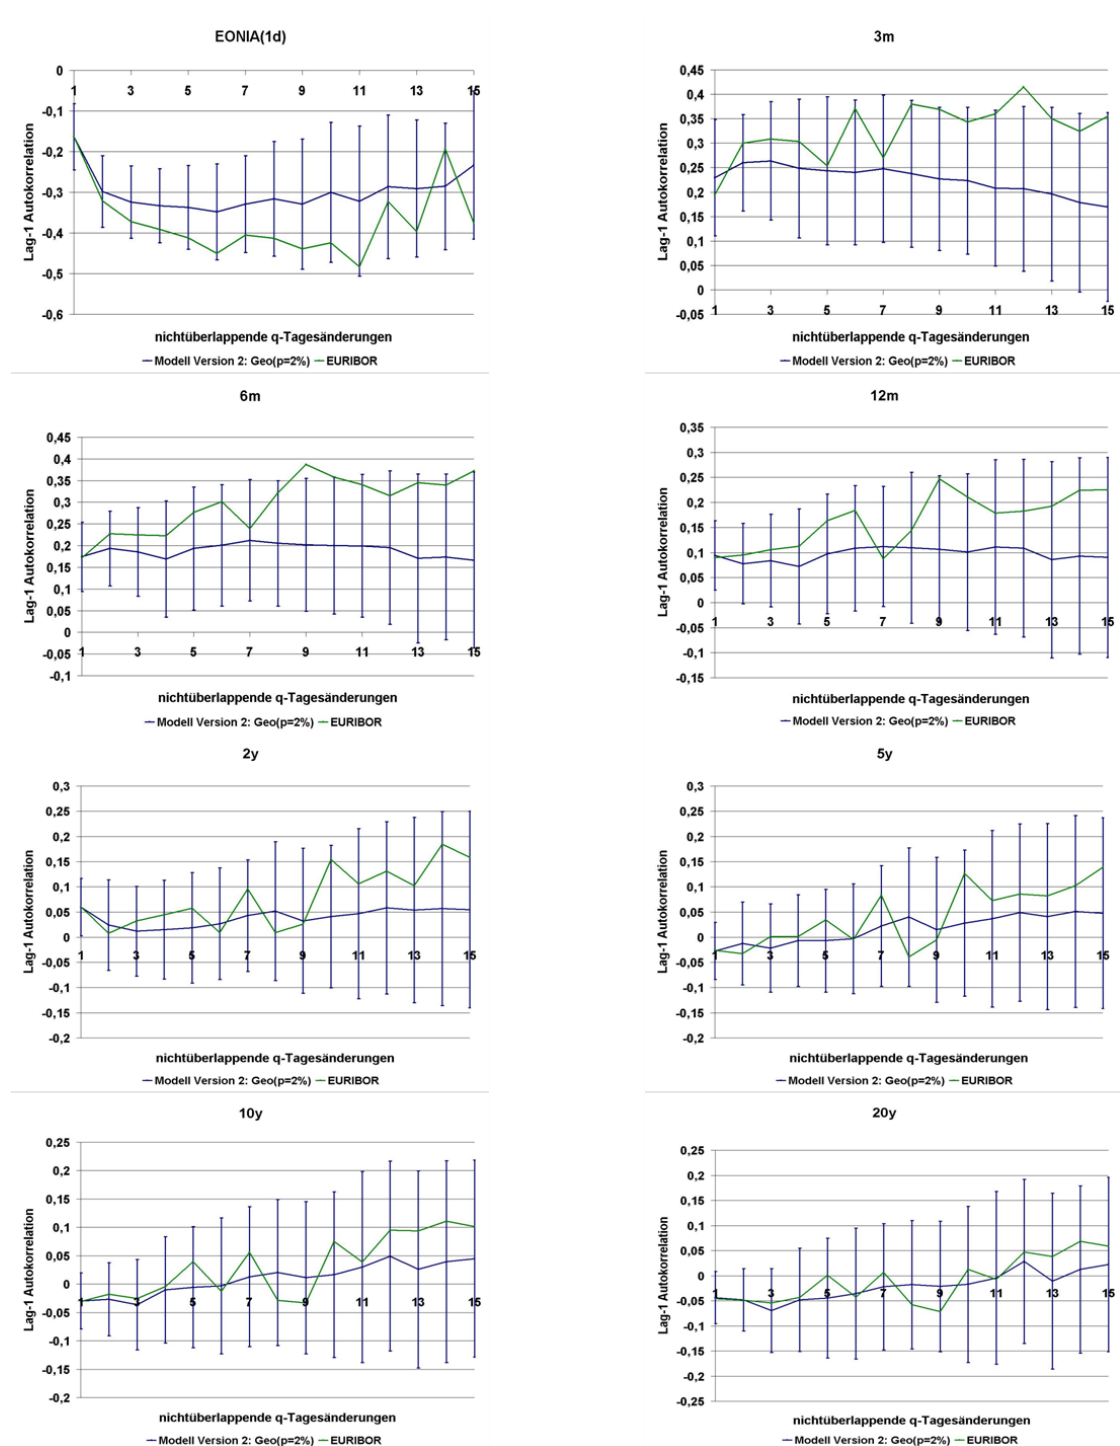 EONIA(1d)
0
-0,1
-0,2
-0,3
-0,4
-0,5
-0,6
1 3 5 7 9 11 13 15
Lag-1 Autokorrelation
nichtüberlappende q-Tagesänderungen
Modell Version 2: Geo(p=2%) EURIBOR
3m
0,45
0,4
0,35
0,3
0,25
0,2
0,15
0,1
0,05
0
-0,05
1 3 5 7 9 11 13 15
Lag-1 Autokorrelation
nichtüberlappende q-Tagesänderungen
Modell Version 2: Geo(p=2%) EURIBOR
6m
0,45
0,4
0,35
0,3
0,25
0,2
0,15
0,1
0,05
0
-0,05
-0,1
1 3 5 7 9 11 13 15
Lag-1 Autokorrelation
nichtüberlappende q-Tagesänderungen
Modell Version 2: Geo(p=2%) EURIBOR
12m
0,35
0,3
0,25
0,2
0,15
0,1
0,05
0
-0,05
-0,1
-0,15
1 3 5 7 9 11 13 15
Lag-1 Autokorrelation
nichtüberlappende q-Tagesänderungen
Modell Version 2: Geo(p=2%) EURIBOR
2y
0,3
0,25
0,2
0,15
0,1
0,05
0
-0,05
-0,1
-0,15
-0,2
1 3 5 7 9 11 13 15
Lag-1 Autokorrelation
nichtüberlappende q-Tagesänderungen
Modell Version 2: Geo(p=2%) EURIBOR
5y
0,3
0,25
0,2
0,15
0,1
0,05
0
-0,05
-0,1
-0,15
-0,2
1 3 5 7 9 11 13 15
Lag-1 Autokorrelation
nichtüberlappende q-Tagesänderungen
Modell Version 2: Geo(p=2%) EURIBOR
10y
0,25
0,2
0,15
0,1
0,05
0
-0,05
-0,1
-0,15
-0,2
1 3 5 7 9 11 13 15
Lag-1 Autokorrelation
nichtüberlappende q-Tagesänderungen
Modell Version 2: Geo(p=2%) EURIBOR
20y
0,25
0,2
0,15
0,1
0,05
0
-0,05
-0,1
-0,15
-0,2
-0,25
1 3 5 7 9 11 13 15
Lag-1 Autokorrelation
nichtüberlappende q-Tagesänderungen
Modell Version 2: Geo(p=2%) EURIBOR